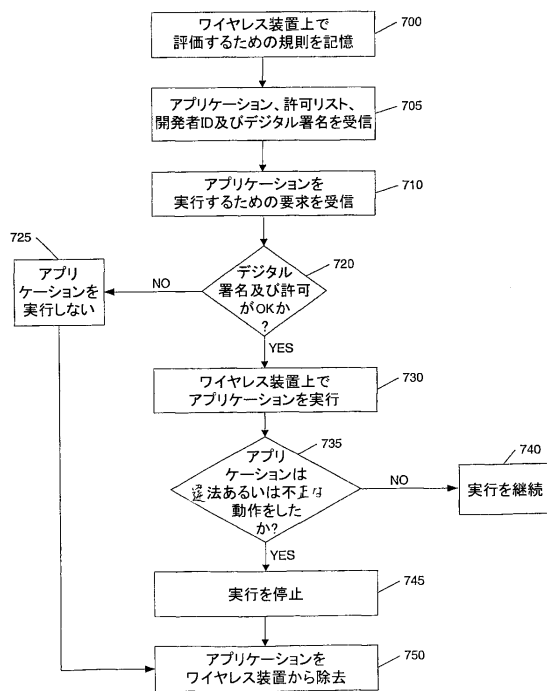 ワイヤレス装置上で
評価するための規則を記憶
700
アプリケーション、許可リスト、
開発者ID及びデジタル署名を受信
705
アプリケーションを
実行するための要求を受信
710
725
アプリ
ケーションを
実行しない
NO
デジタル
署名及び許可
がOKか
?
720
YES
ワイヤレス装置上で
アプリケーションを実行
730
アプリ
ケーションは
違法あるいは不正な
動作をした
か?
735
NO
740
実行を継続
YES
実行を停止
745
アプリケーションを
ワイヤレス装置から除去
750